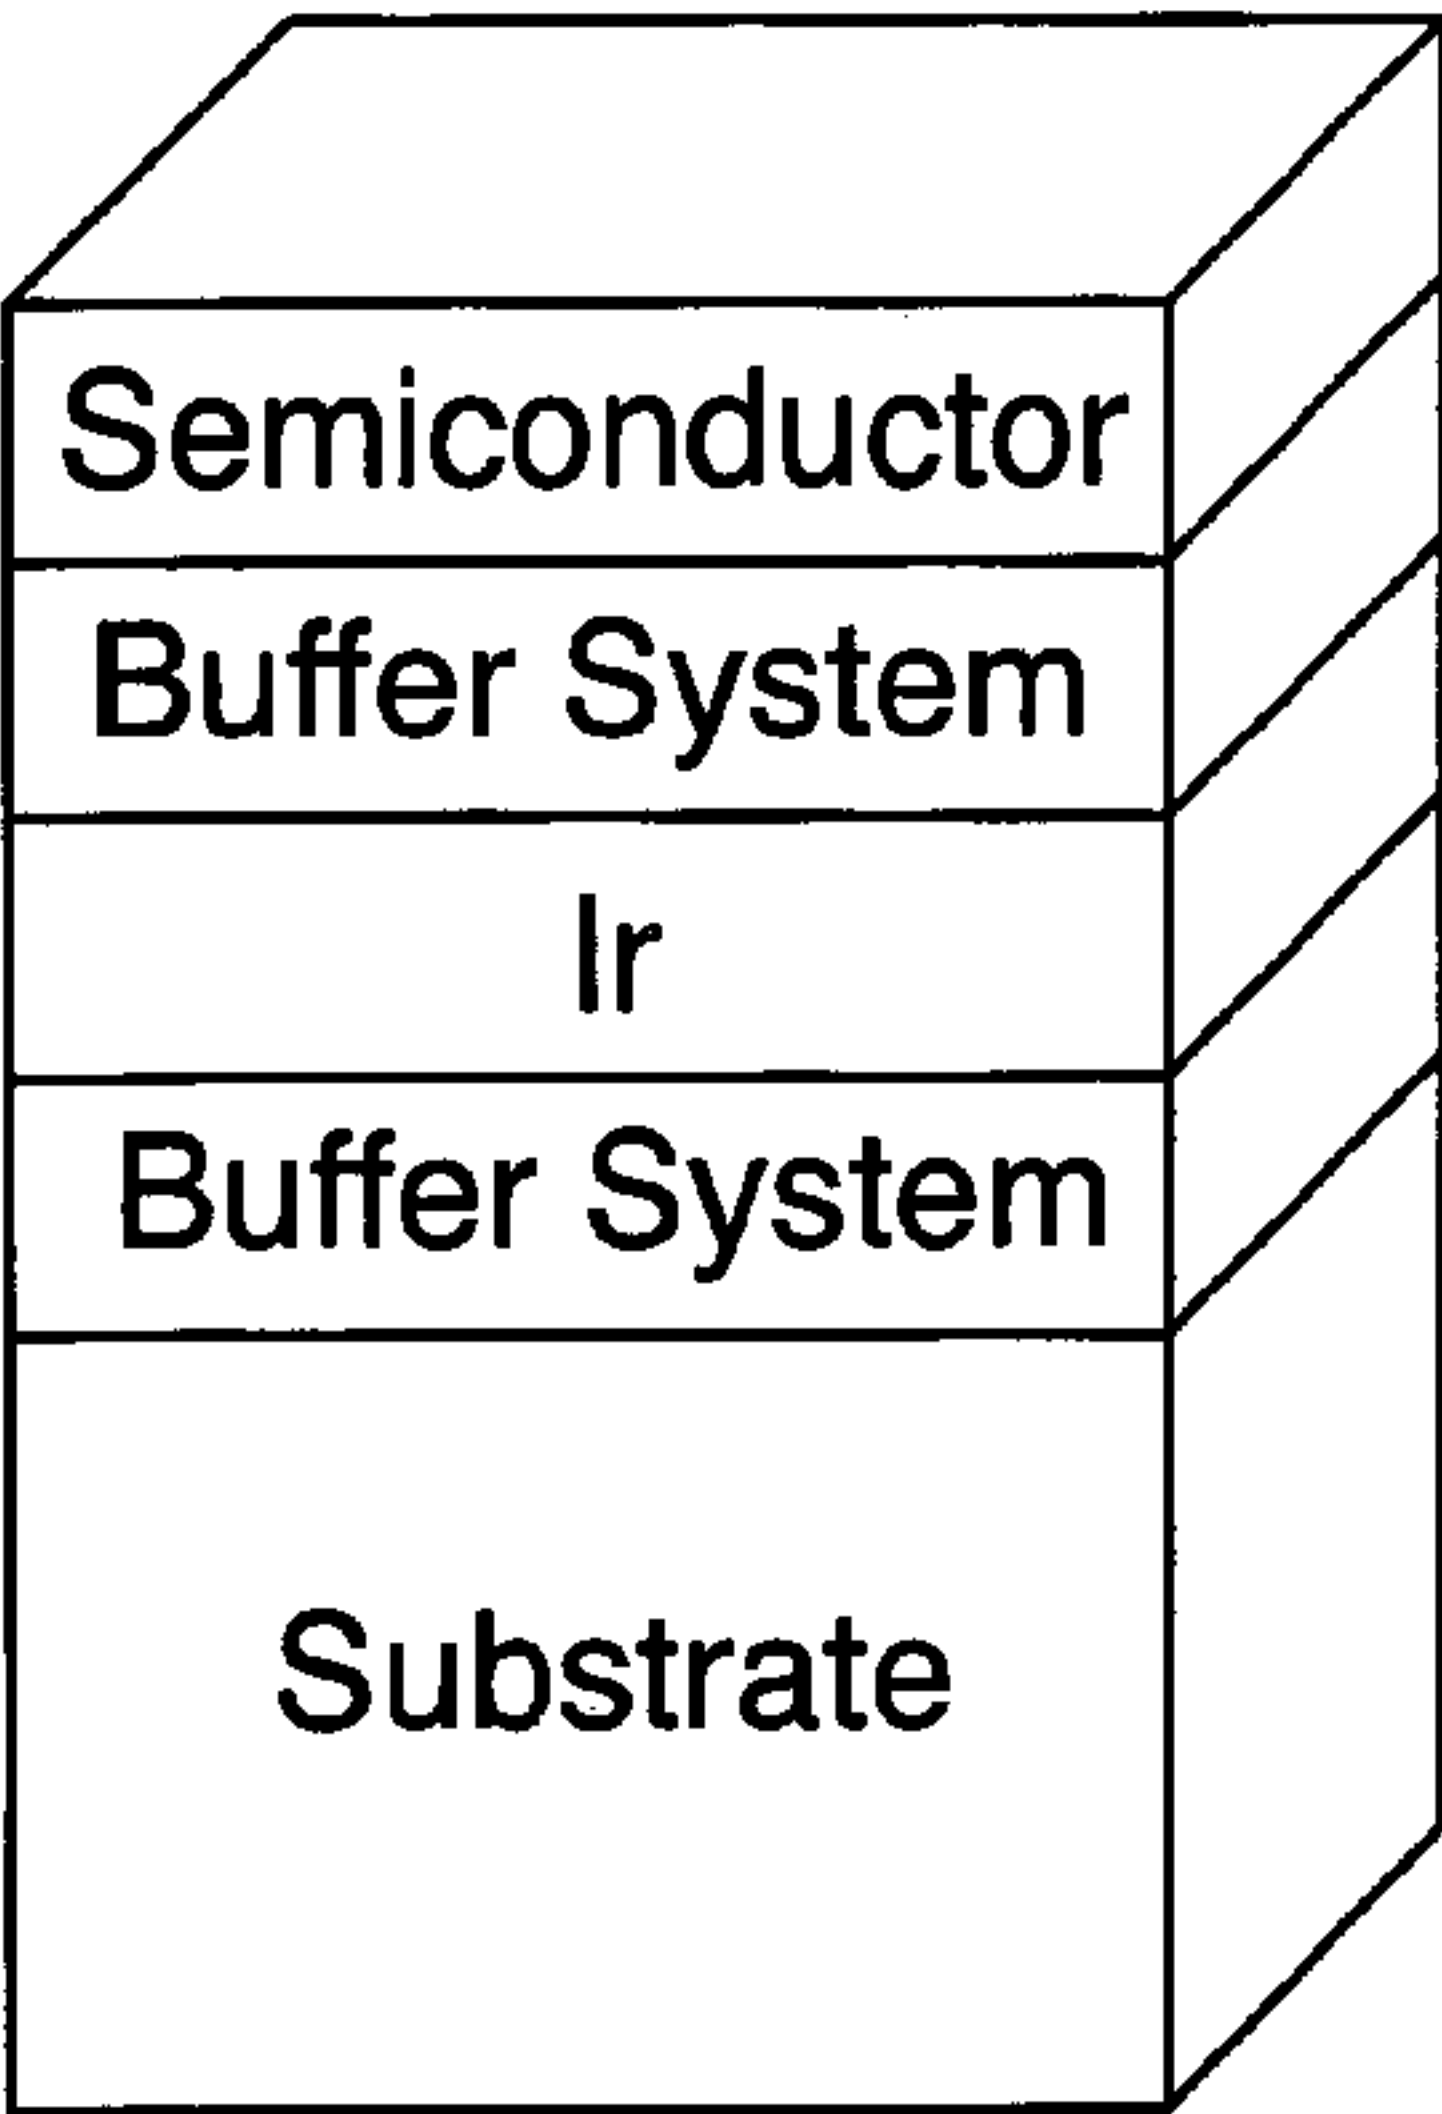 Semiconductor
Buffer System
Ir
Buffer System
Substrate